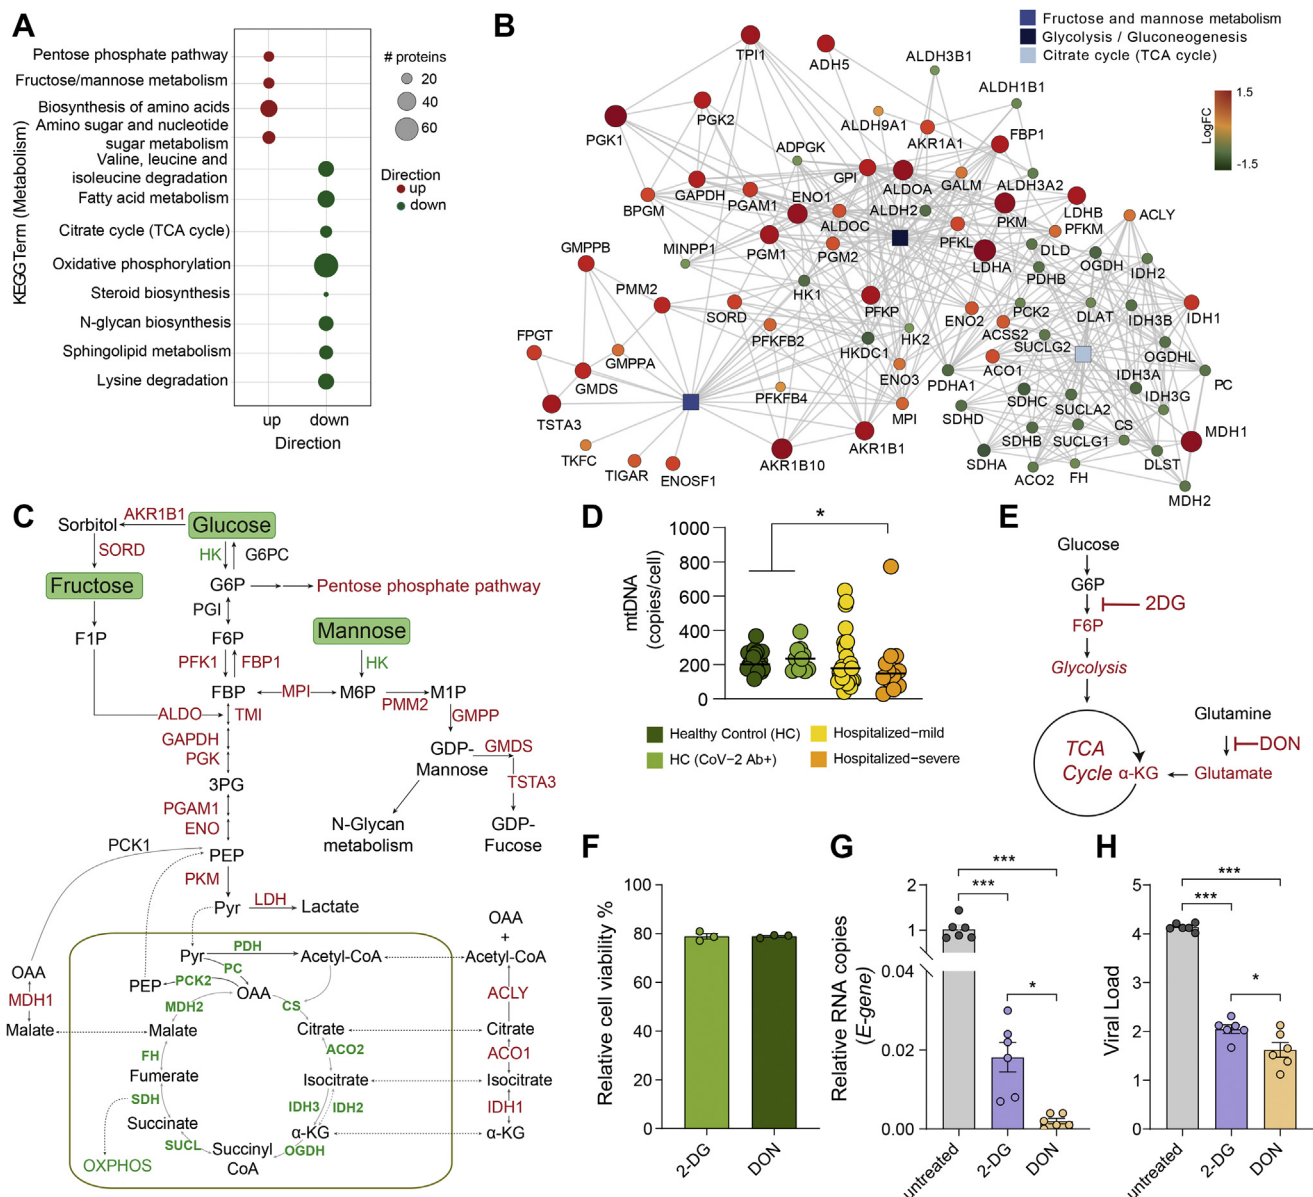 A
Pentose phosphate pathway
Fructose/mannose metabolism
Biosynthesis of amino acids
Amino sugar and nucleotide
sugar metabolism
Valine, leucine and
isoleucine degradation
Fatty acid metabolism
Citrate cycle (TCA cycle)
Oxidative phosphorylation
Steroid biosynthesis
N-glycan biosynthesis
Sphingolipid metabolism
Lysine degradation
KEGGTerm (Metabolism)
up down
Direction
# proteins
20
40
60
Direction
up
down
B
Fructose and mannose metabolism
Glycolysis / Gluconeogenesis
Citrate cycle (TCA cycle)
LogFC
1.5
-1.5
TPI1
ADH5
ALDH3B1
ALDH1B1
PGK1
PGK2
ALDH9A1
AKR1A1
FBP1
ADPGK
GPI
ALDOA
GALM
ALDH3A2
GAPDH
PGAM1
ENO1
BPGM
ALDOC
ALDH2
PKM
LDHB
PFKM
ACLY
GMPPB
MINPP1
PGM1
PGM2
PFKL
LDHA
DLD
PDHB
OGDH
IDH2
PMM2
HK1
SORD
PFKP
ENO2
PCK2
DLAT
IDH3B
IDH1
FPGT
GMPPA
PFKFB2
HKDC1
HK2
ACSS2
SUCLG2
OGDHL
GMDS
ENO3
ACO1
PDHA1
IDH3A
PC
PFKFB4
MPI
SDHD
SDHC
SUCLA2
IDH3G
TSTA3
SDHB
SUCLG1
CS
MDH1
TKFC
TIGAR
ENOSF1
AKR1B10
AKR1B1
SDHA
ACO2
FH
DLST
MDH2
C
Sorbitol
AKR1B1
Glucose
SORD
HK
G6PC
Fructose
G6P
Pentose phosphate pathway
PGI
F1P
F6P
Mannose
PFK1
FBP1
HK
FBP
MPI
M6P
M1P
PMM2
ALDO
TMI
GMPP
GAPDH
PGK
GDP-
Mannose
GMDS
TSTA3
3PG
PGAM1
ENO
N-Glycan
metabolism
GDP-
Fucose
PCK1
PEP
PKM
Pyr
LDH
Lactate
OAA
+
Acetyl-CoA
Pyr
PDH
Acetyl-CoA
PC
OAA
PEP
PCK2
OAA
MDH1
MDH2
CS
ACLY
Malate
Malate
Citrate
Citrate
FH
ACO2
ACO1
Fumerate
Isocitrate
Isocitrate
SDH
IDH3
IDH2
IDH1
Succinate
α-KG
α-KG
SUCL
Succinyl
CoA
OGDH
OXPHOS
D
mtDNA
(copies/cell)
1000
800
600
400
200
0
*
Healthy Control (HC)
HC (CoV−2 Ab+)
Hospitalized−mild
Hospitalized−severe
E
Glucose
G6P
2DG
F6P
Glycolysis
Glutamine
DON
TCA
Cycle
α-KG
Glutamate
F
Relative cell viability %
100
80
60
40
20
0
2-DG
DON
G
Relative RNA copies
(E-gene)
2
1
0.04
0.02
0.00
***
***
*
untreated
2-DG
DON
H
Viral Load
5
4
3
2
1
0
***
***
*
untreated
2-DG
DON